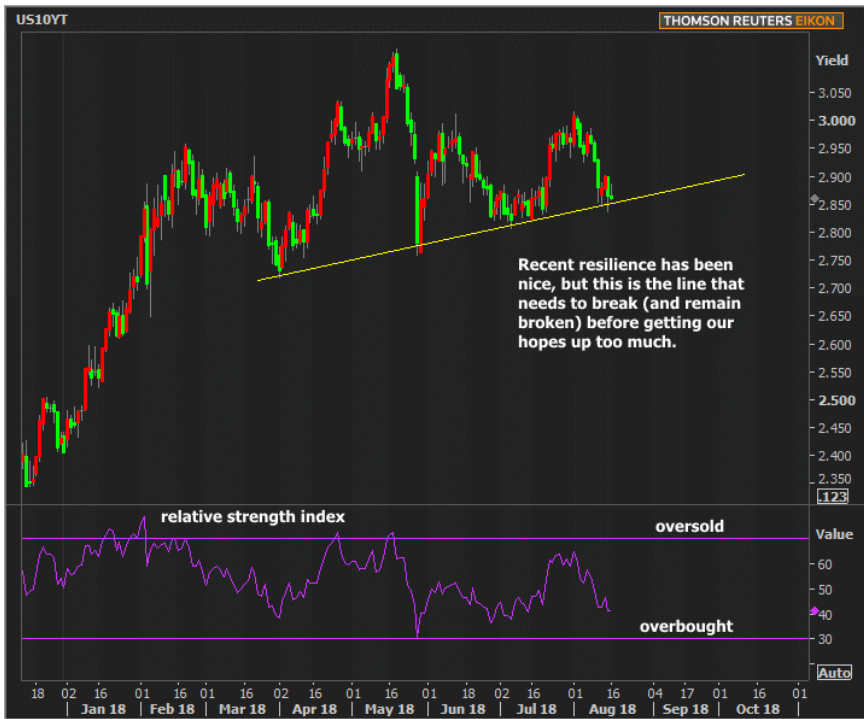 US10YT
THOMSON REUTERS EIKON
Yield
3.050
3.000
2.950
2.900
2.850
2.800
2.750
2.700
2.650
2.600
2.550
2.500
2.450
2.400
2.350
.123
Recent resilience has been
nice, but this is the line that
needs to break (and remain
broken) before getting our
hopes up too much.
relative strength index
oversold
overbought
Value
60
50
40
30
Auto
18 02 16 01 16 01 16 02 16 01 16 01 16 02 16 01 16 04 17 01 16 01
Jan 18 Feb 18 Mar 18 Apr 18 May 18 Jun 18 Jul 18 Aug 18 Sep 18 Oct 18